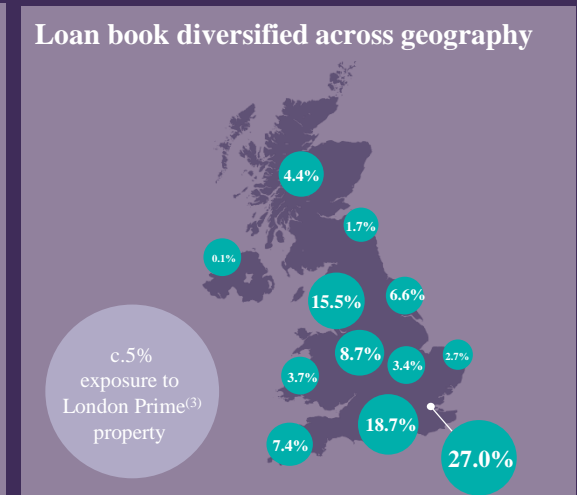 Loan book diversified across geography
4.4%
1.7%
0.1%
15.5%
6.6%
8.7%
3.4%
2.7%
3.7%
c.5%
exposure to
London Prime(3)
property
18.7%
7.4%
27.0%